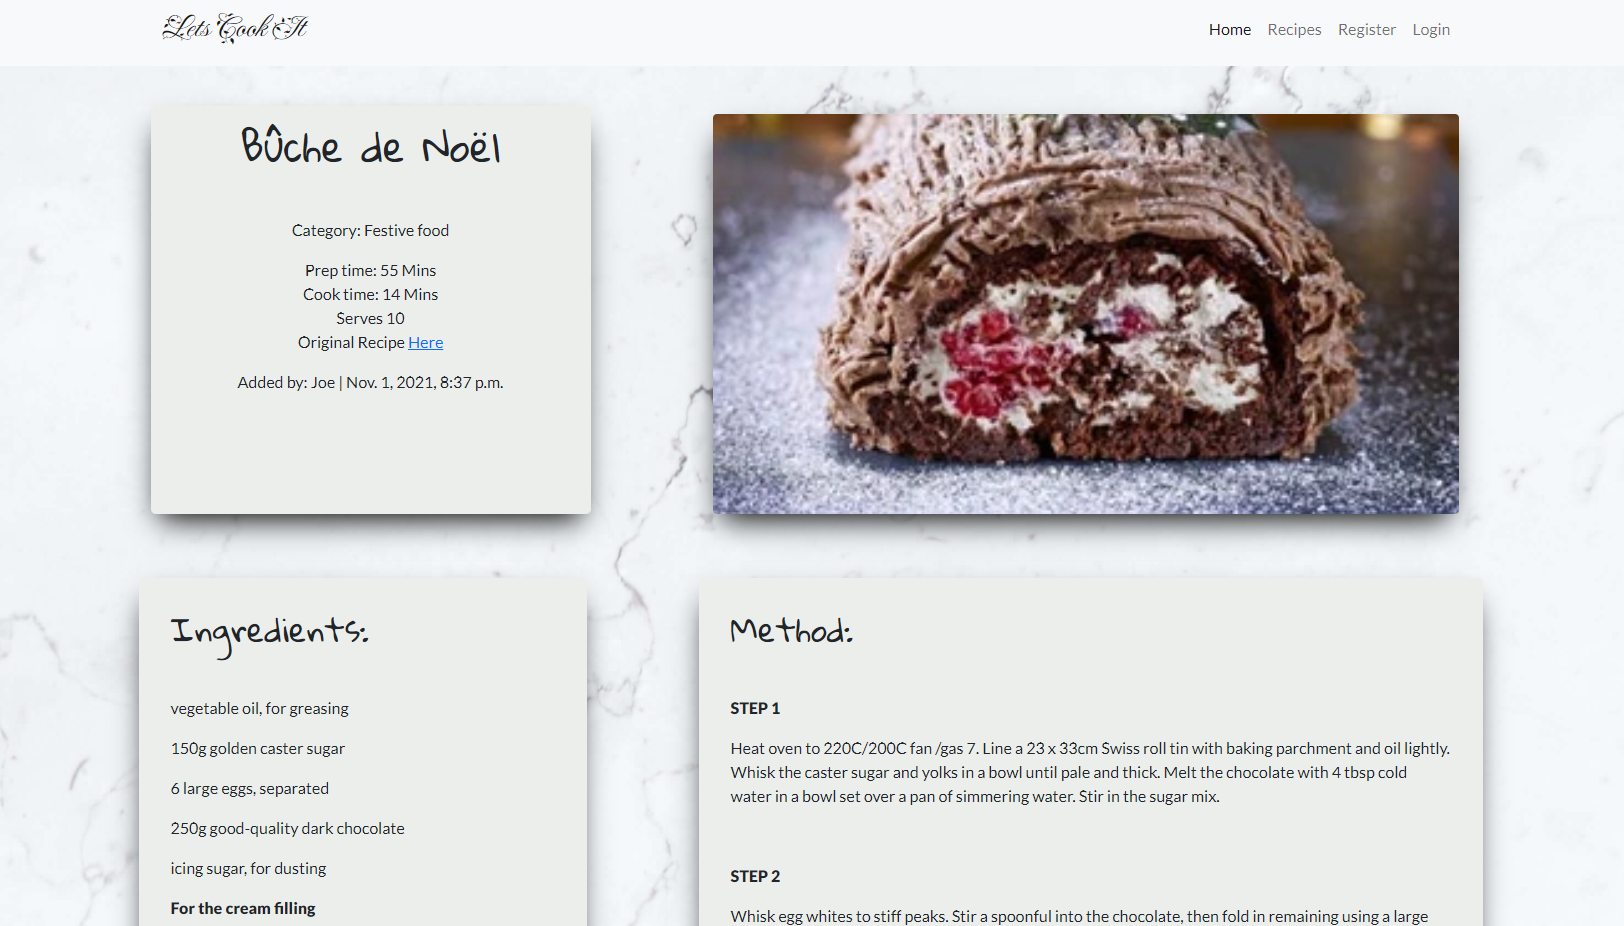 Lets Cook It
Home Recipes Register Login
Bûche de Noël
Category: Festive food
Prep time: 55 Mins
Cook time: 14 Mins
Serves 10
Original Recipe Here
Added by: Joe | Nov. 1, 2021, 8:37 p.m.
Ingredients:
vegetable oil, for greasing
150g golden caster sugar
6 large eggs, separated
250g good-quality dark chocolate
icing sugar, for dusting
For the cream filling
Method:
STEP 1
Heat oven to 220C/200C fan /gas 7. Line a 23 x 33cm Swiss roll tin with baking parchment and oil lightly.
Whisk the caster sugar and yolks in a bowl until pale and thick. Melt the chocolate with 4 tbsp cold
water in a bowl set over a pan of simmering water. Stir in the sugar mix.
STEP 2
Whisk egg whites to stiff peaks. Stir a spoonful into the chocolate, then fold in remaining using a large